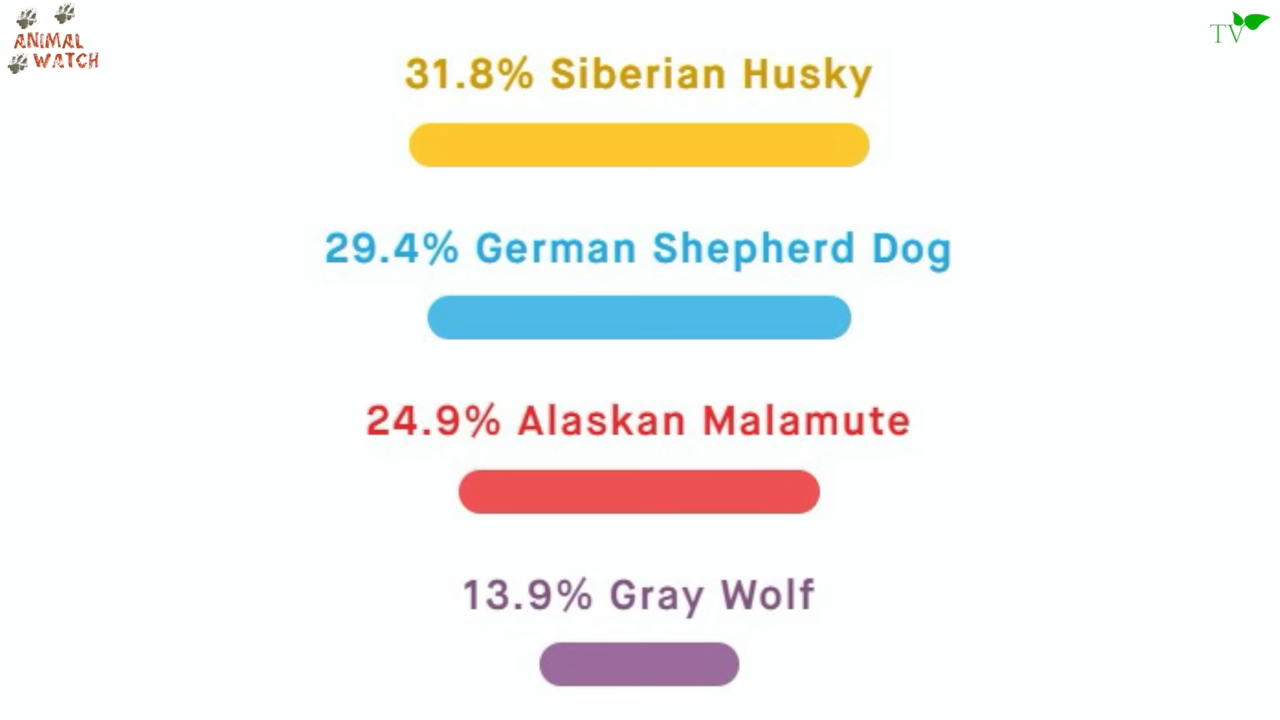 ANIMAL
WATCH
TV
31.8% Siberian Husky
29.4% German Shepherd Dog
24.9% Alaskan Malamute
13.9% Gray Wolf